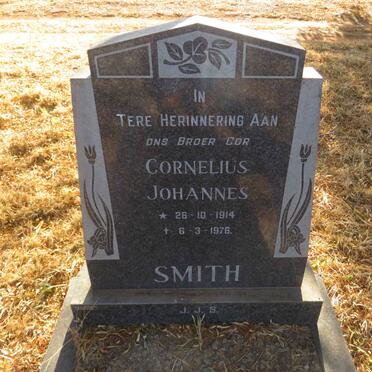 IN
TERE HERINNERING AAN
ONS BROER COR
CORNELIUS
JOHANNES
★ 26-10-1914
✝ 6-3-1976.
SMITH
J. J. S.